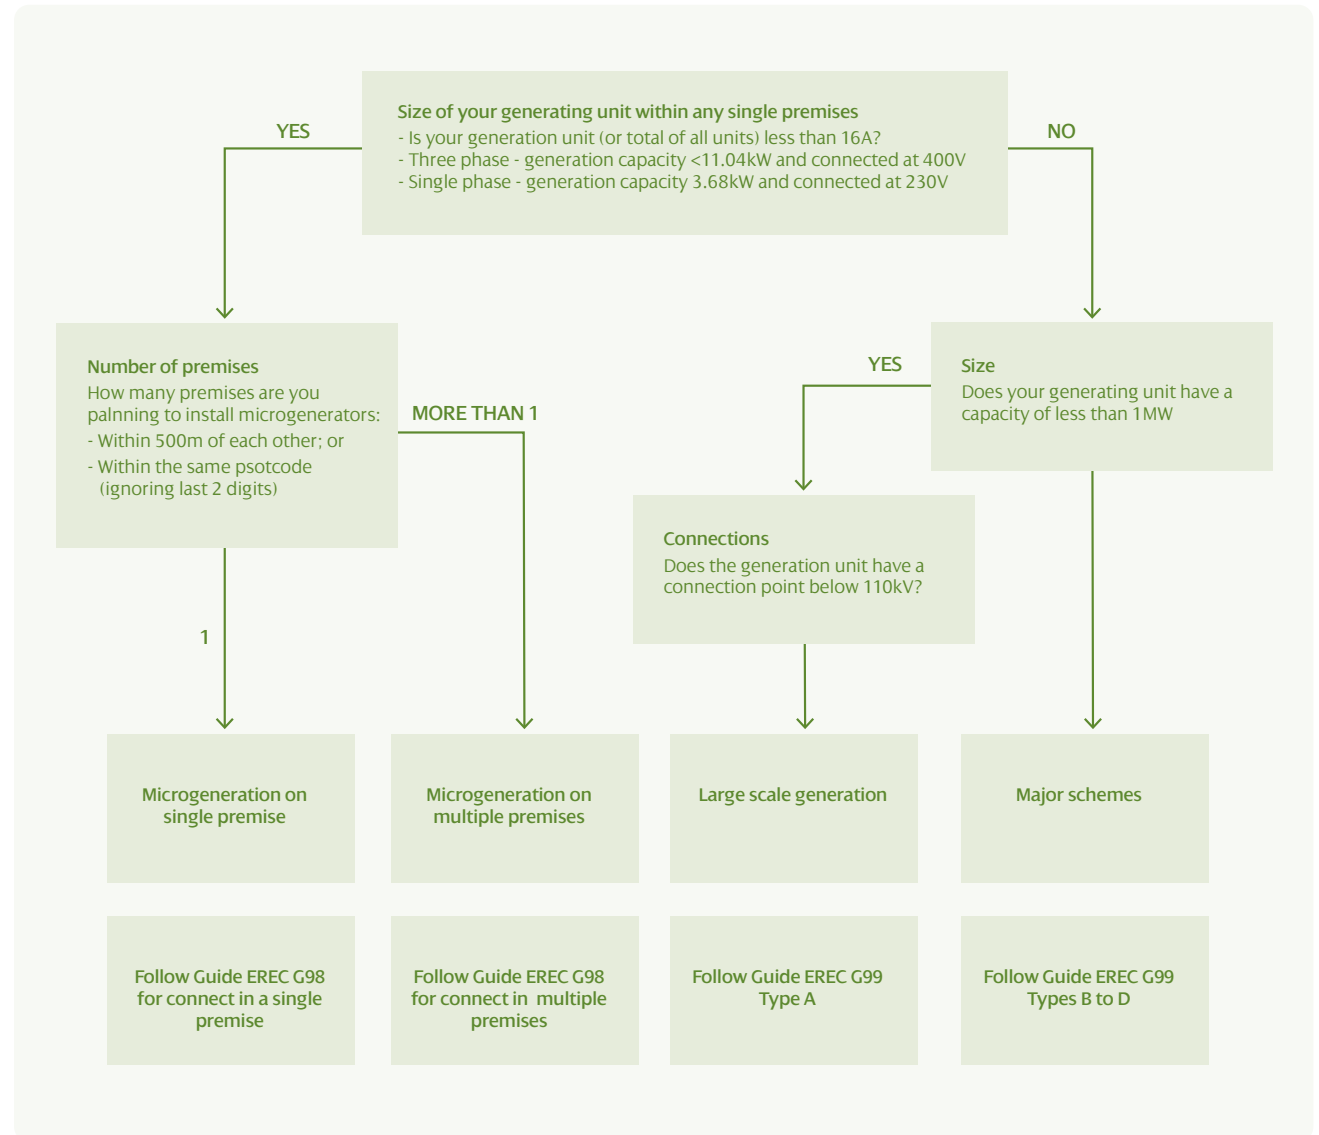 Size of your generating unit within any single premises
- Is your generation unit (or total of all units) less than 16A?
- Three phase - generation capacity <11.04kW and connected at 400V
- Single phase - generation capacity 3.68kW and connected at 230V
YES
NO
Number of premises
How many premises are you
palnning to install microgenerators:
- Within 500m of each other; or
- Within the same psotcode
(ignoring last 2 digits)
MORE THAN 1
1
YES
Size
Does your generating unit have a
capacity of less than 1MW
Connections
Does the generation unit have a
connection point below 110kV?
Microgeneration on
single premise
Microgeneration on
multiple premises
Large scale generation
Major schemes
Follow Guide EREC G98
for connect in a single
premise
Follow Guide EREC G98
for connect in multiple
premises
Follow Guide EREC G99
Type A
Follow Guide EREC G99
Types B to D